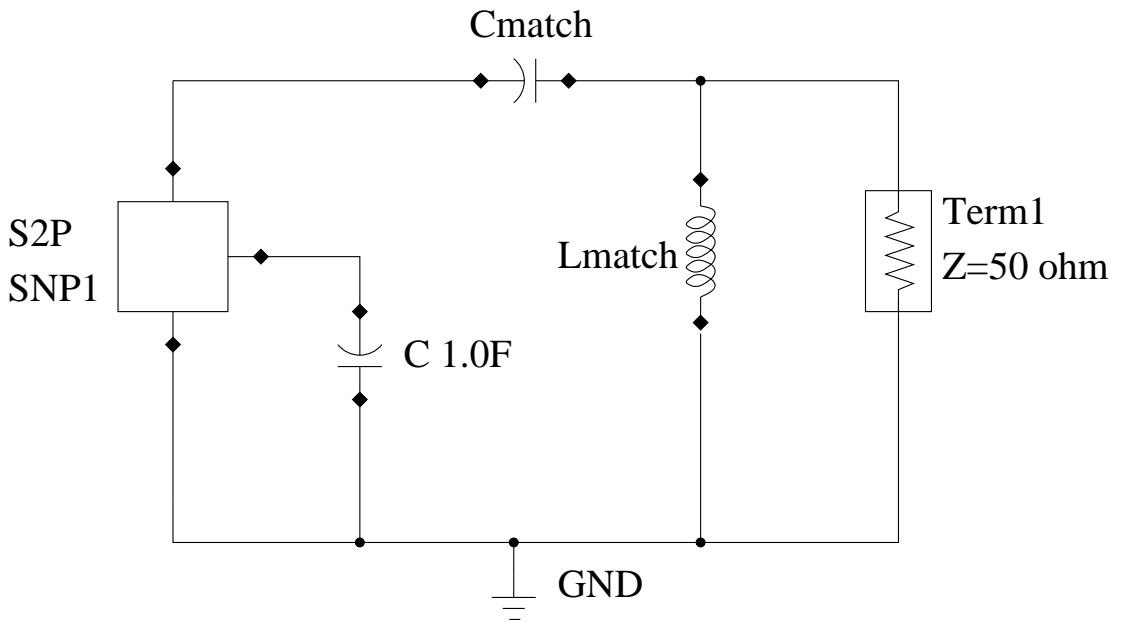 Cmatch
S2P
SNP1
C 1.0F
Lmatch
Term1
Z=50 ohm
GND